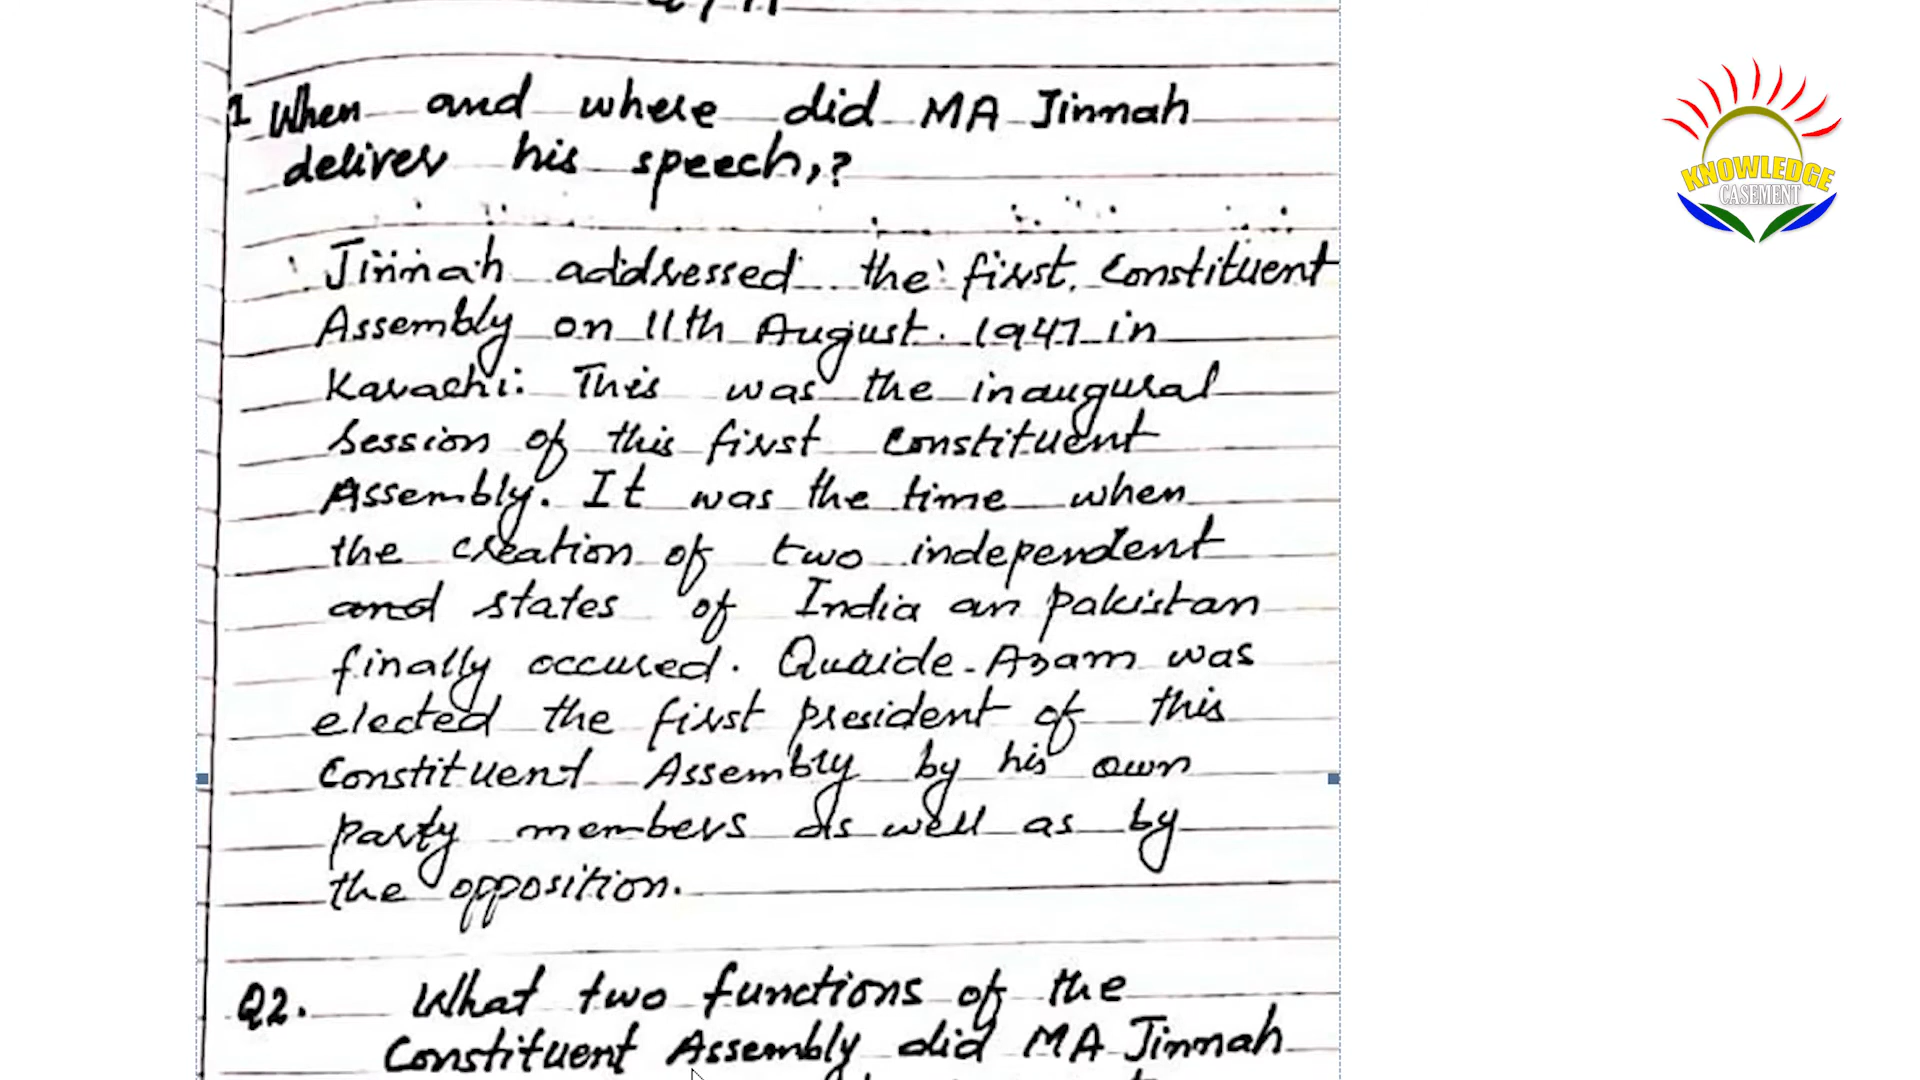 1 When and where did MA Jinnah
deliver his speech,?
Jinnah addressed the first Constituent
Assembly on 11th August. 1947 in
Karachi: This was the inaugural
session of this first Constituent
Assembly. It was the time when
the creation of two independent
and states of India an pakistan
finally occured. Quaide-Azam was
elected the first president of this
Constituent Assembly by his own
party members as well as by
the opposition.
Q2. What two functions of the
Constituent Assembly did MA Jinnah
KNOWLEDGE
CASEMENT